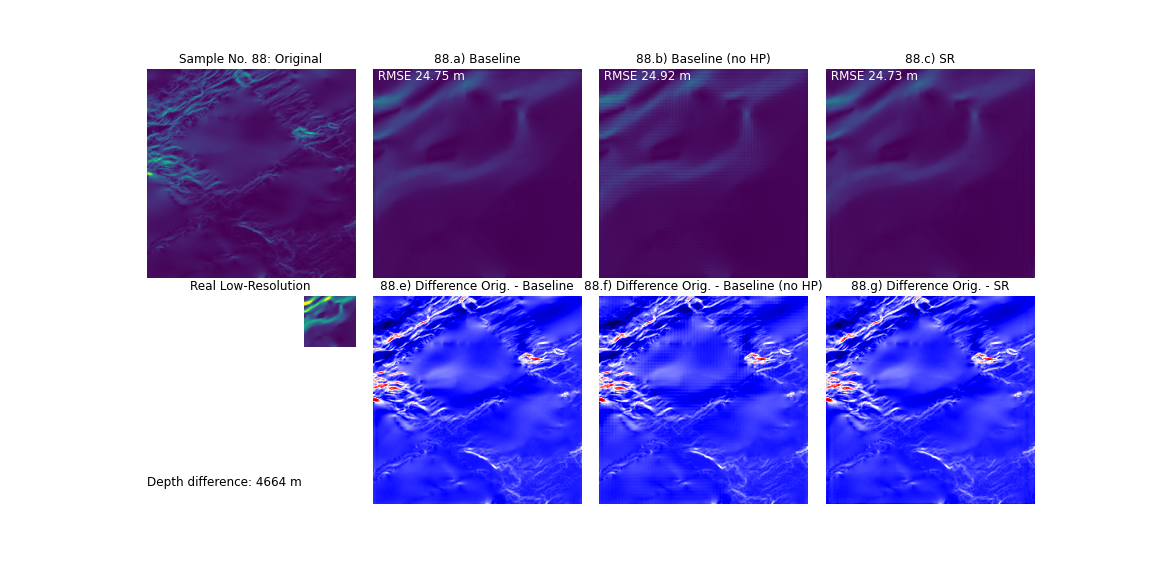 Sample No. 88: Original
88.a) Baseline
88.b) Baseline (no HP)
88.c) SR
RMSE 24.75 m
RMSE 24.92 m
RMSE 24.73 m
Real Low-Resolution
88.e) Difference Orig. - Baseline
88.f) Difference Orig. - Baseline (no HP)
88.g) Difference Orig. - SR
Depth difference: 4664 m